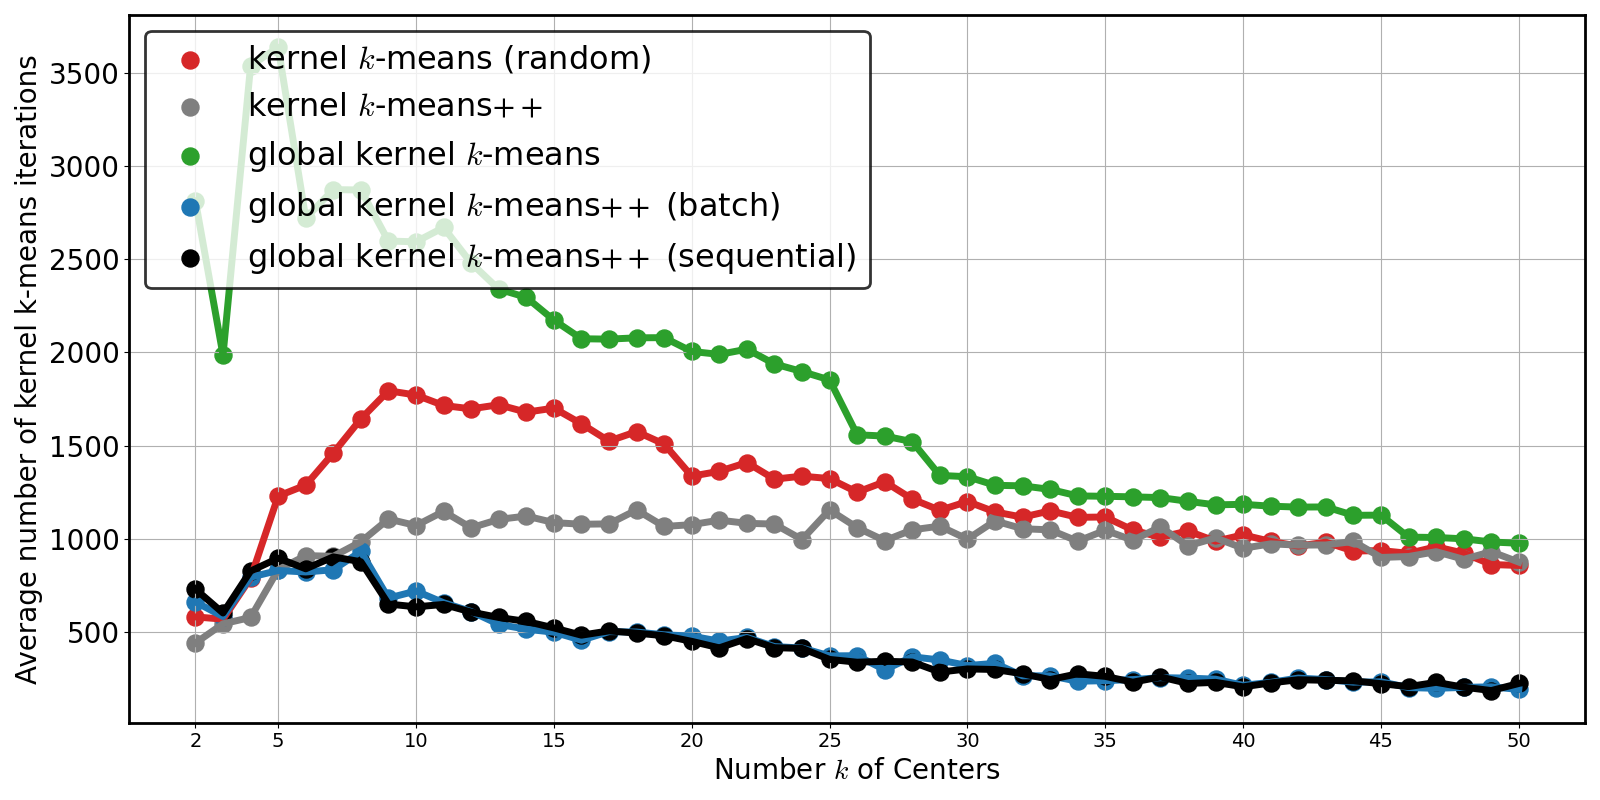 Average number of kernel k-means iterations
3500
3000
2500
2000
1500
1000
500
kernel k-means (random)
kernel k-means++
global kernel k-means
global kernel k-means++ (batch)
global kernel k-means++ (sequential)
2 5 10 15 20 25 30 35 40 45 50
Number k of Centers